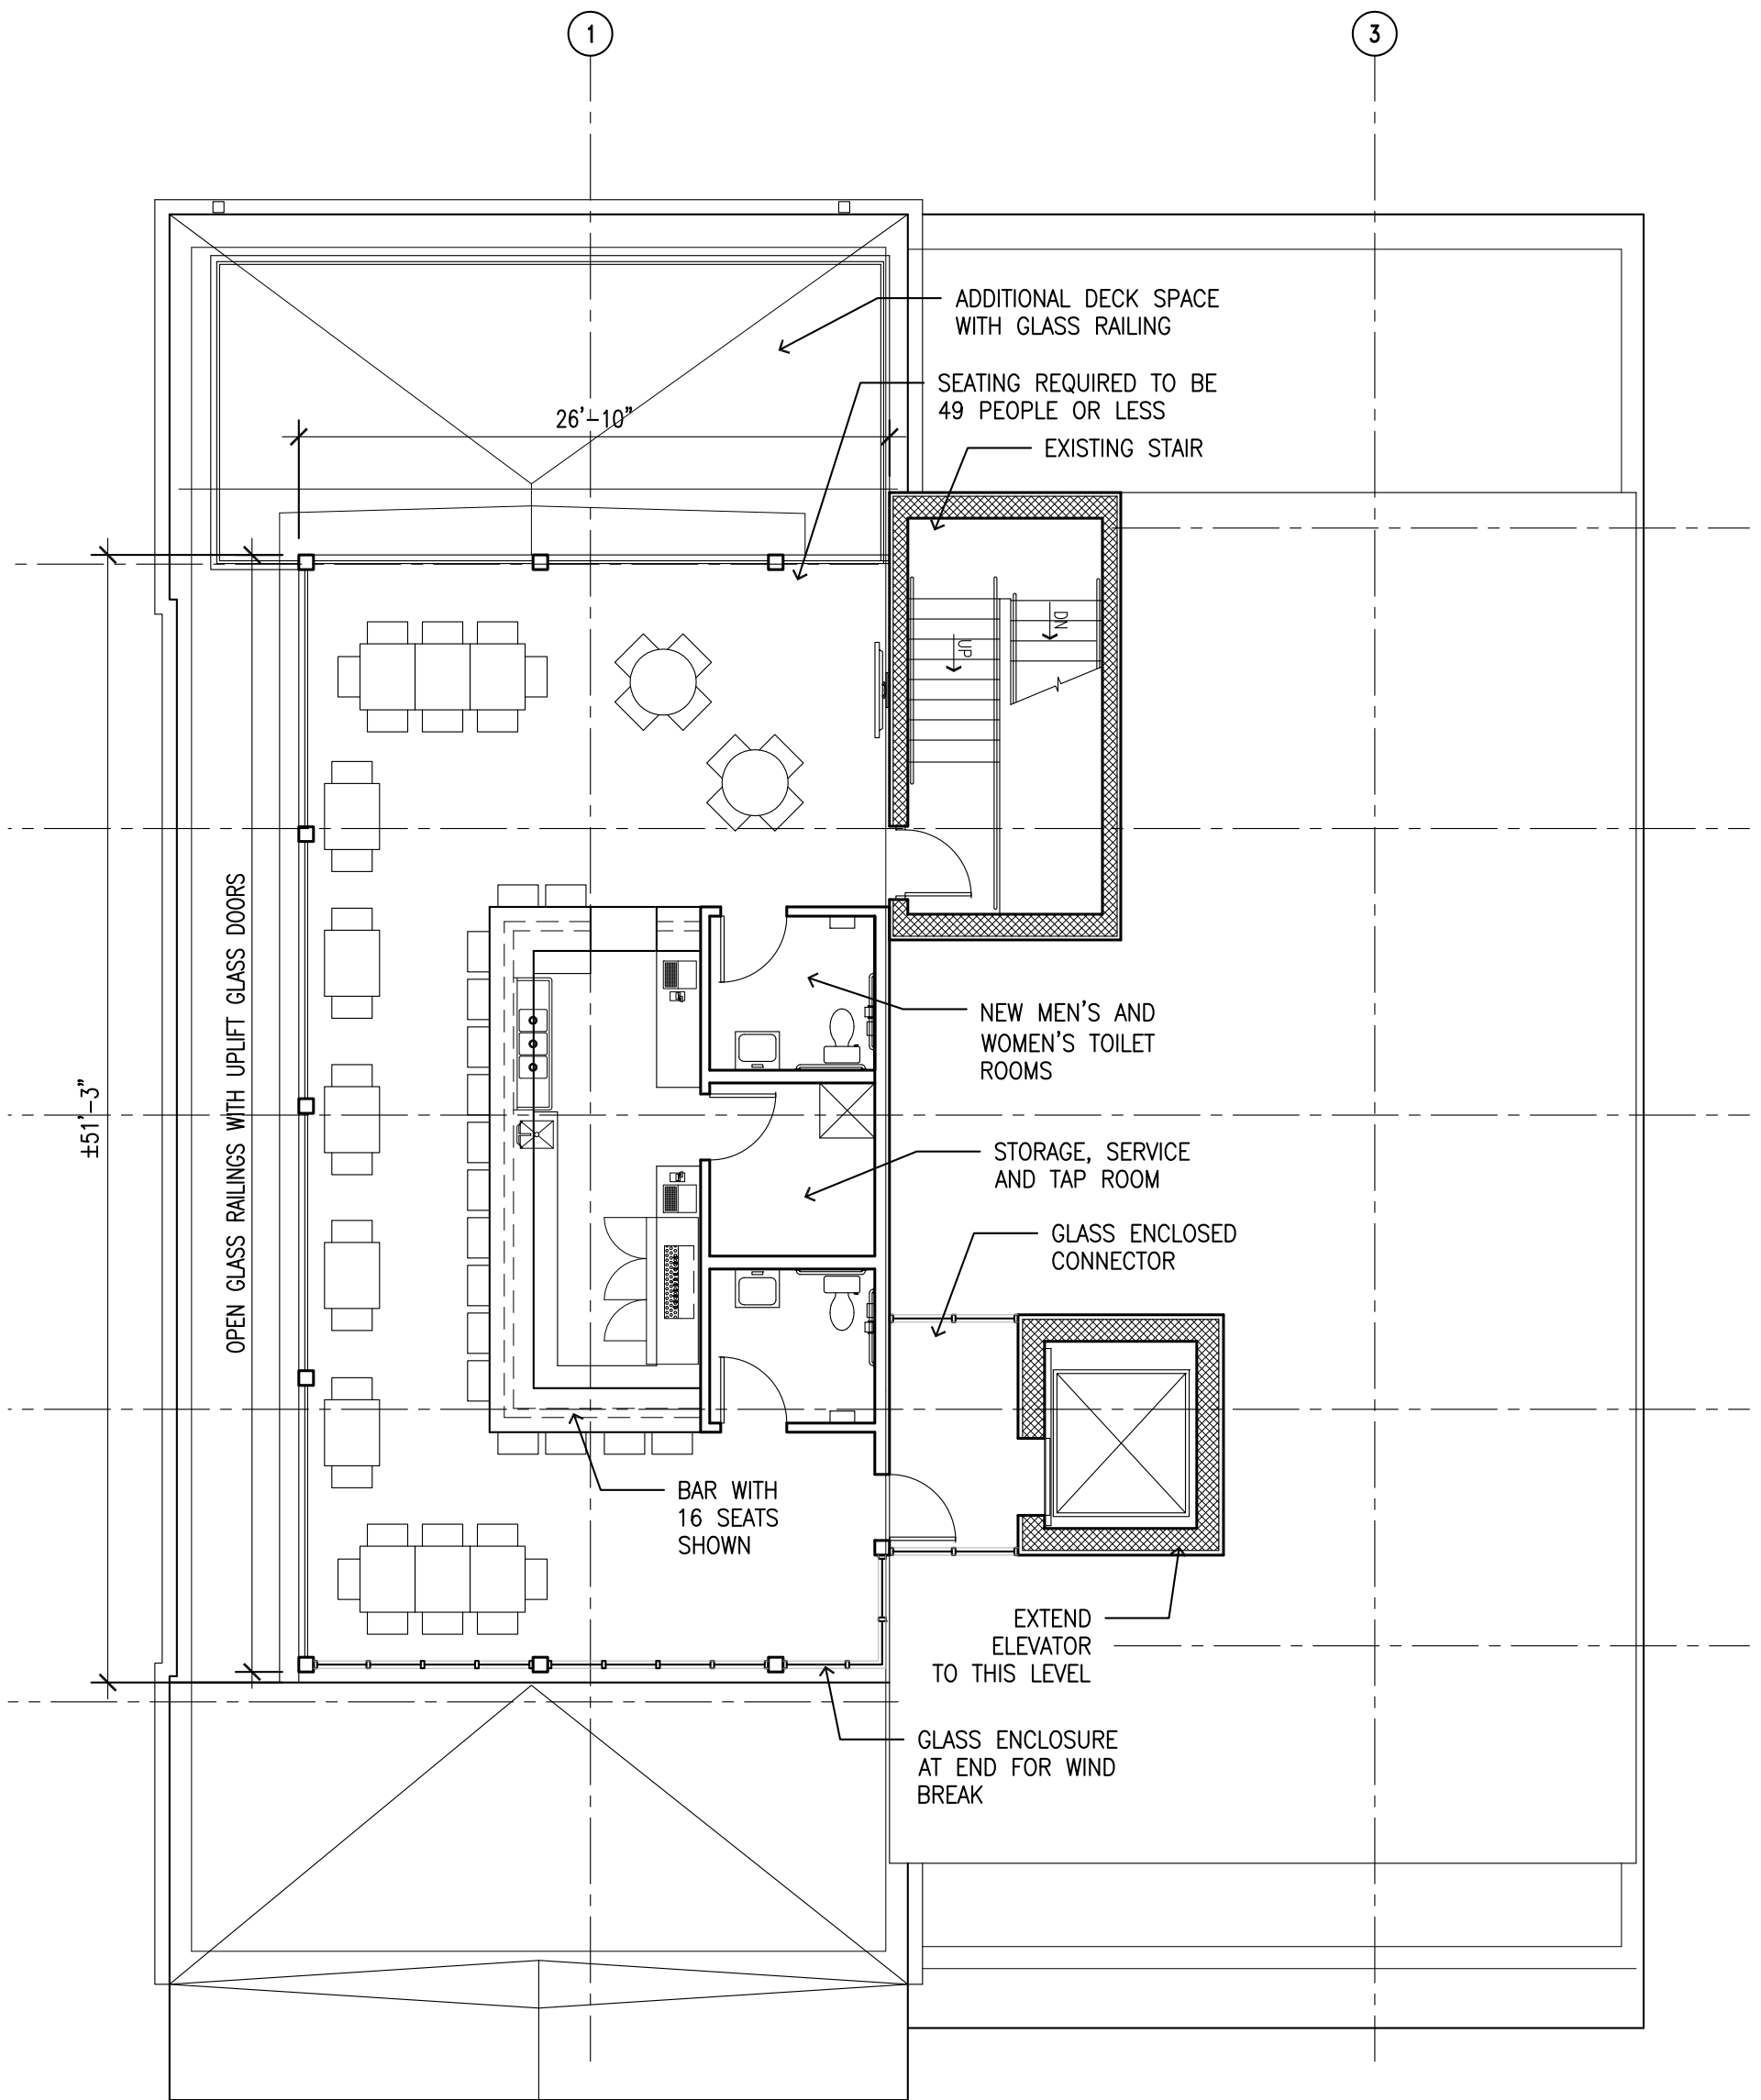 1
3
ADDITIONAL DECK SPACE
WITH GLASS RAILING
SEATING REQUIRED TO BE
49 PEOPLE OR LESS
26'-10"
EXISTING STAIR
DN
UP
OPEN GLASS RAILINGS WITH UPLIFT GLASS DOORS
±51'-3"
NEW MEN'S AND
WOMEN'S TOILET
ROOMS
STORAGE, SERVICE
AND TAP ROOM
GLASS ENCLOSED
CONNECTOR
BAR WITH
16 SEATS
SHOWN
EXTEND
ELEVATOR
TO THIS LEVEL
GLASS ENCLOSURE
AT END FOR WIND
BREAK